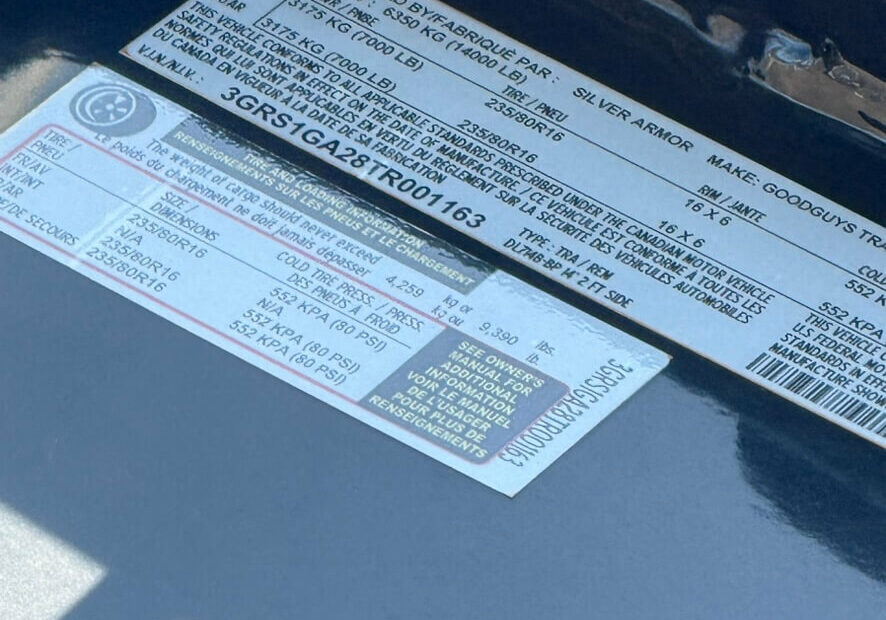 D BY/FABRIQUÉ PAR : SILVER ARMOR MAKE: GOODGUYS TRA
6350 KG (14000 LB)
3175 KG (7000 LB) 235/80R16 16 X 6 552 K
TIRE / PNEU RIM / JANTE COL
3175 KG (7000 LB) 235/80R16 16 X 6 552 KPA
THIS VEHICLE CONFORMS TO ALL APPLICABLE STANDARDS PRESCRIBED UNDER THE CANADIAN MOTOR VEHICLE
SAFETY REGULATIONS IN EFFECT ON THE DATE OF MANUFACTURE / CE VEHICULE EST CONFORME À TOUTES LES
NORMES QUI LUI SONT APPLICABLES EN VERTU DU RÈGLEMENT SUR LA SÉCURITÉ DES VEHICULES AUTOMOBILES
DU CANADA EN VIGUEUR À LA DATE DE SA FABRICATION
V.I.N./N.I.V. :
3GRS1GA28TR001163
TYPE: TRA / REM
DL714B-BP 14' 2 FT SIDE
THIS VEHICLE
U.S FEDERAL
STANDARDS IN EFFE
MANUFACTURE SHOW
TIRE AND LOADING INFORMATION
RENSEIGNEMENTS SUR LES PNEUS ET LE CHARGEMENT
The weight of cargo should never exceed 4,259 kg or 9,390 lbs.
Le poids du chargement ne doit jamais dépasser kg ou lb.
TIRE / PNEU SIZE / DIMENSIONS COLD TIRE PRESS. / PRESS. DES PNEUS À FROID
FR/AV 235/80R16 552 KPA (80 PSI)
INT/INT N/A N/A
/AR 235/80R16 552 KPA (80 PSI)
E DE SECOURS 235/80R16 552 KPA (80 PSI)
SEE OWNER'S
MANUAL FOR
ADDITIONAL
INFORMATION
VOIR LE MANUEL
DE L'USAGER
POUR PLUS DE
RENSEIGNEMENTS
3GRS1GA28TR001163